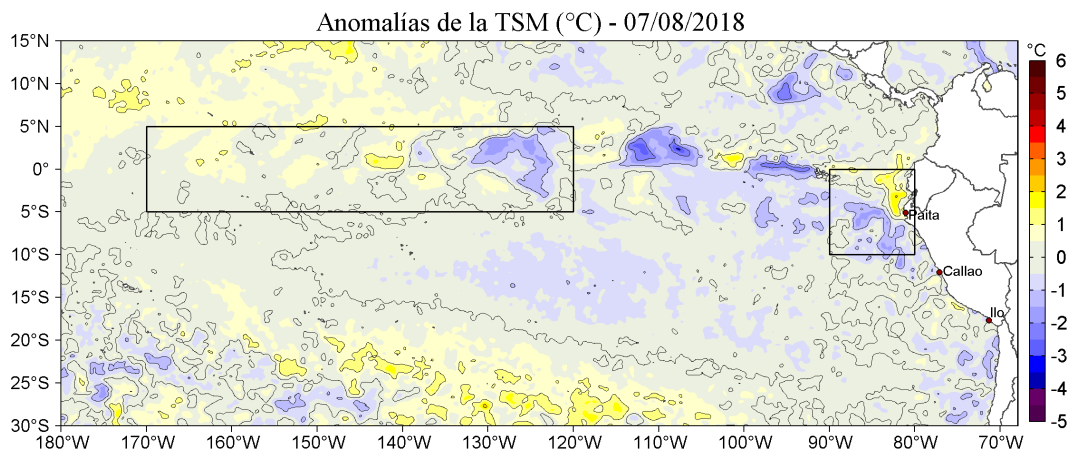 Anomalías de la TSM (°C) - 07/08/2018
15°N
10°N
5°N
0°
5°S
10°S
15°S
20°S
25°S
30°S
180°W
170°W
160°W
150°W
140°W
130°W
120°W
110°W
100°W
90°W
80°W
70°W
Paita
Callao
Ilo
°C
6
5
4
3
2
1
0
-1
-2
-3
-4
-5